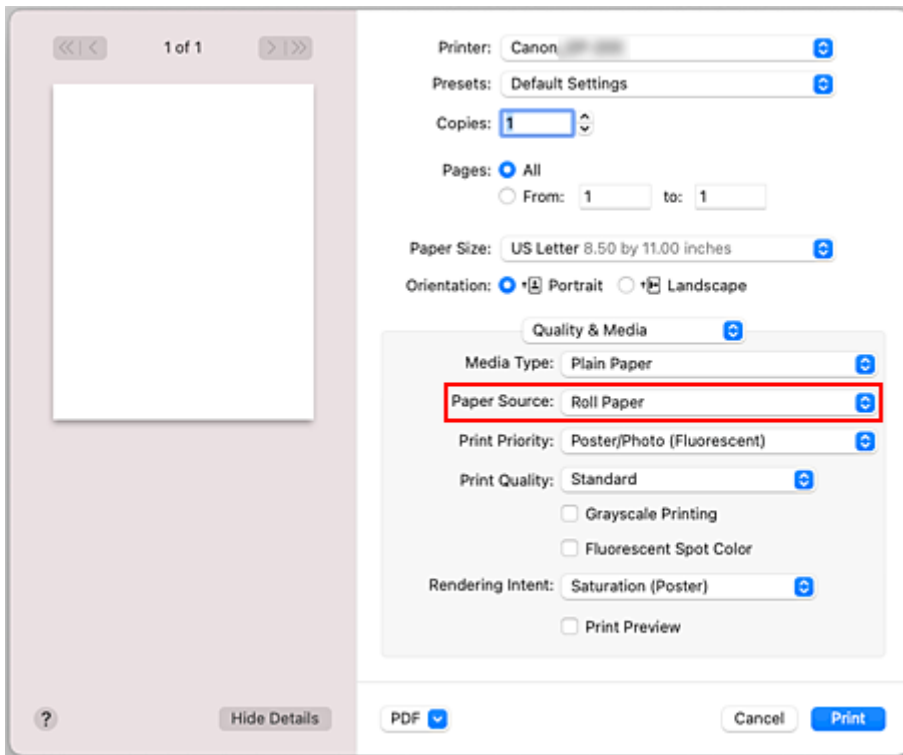 1 of 1
Printer: Canon
Presets: Default Settings
Copies: 1
Pages: All
From: 1 to: 1
Paper Size: US Letter 8.50 by 11.00 inches
Orientation: Portrait Landscape
Quality & Media
Media Type: Plain Paper
Paper Source: Roll Paper
Print Priority: Poster/Photo (Fluorescent)
Print Quality: Standard
Grayscale Printing
Fluorescent Spot Color
Rendering Intent: Saturation (Poster)
Print Preview
? Hide Details PDF Cancel Print